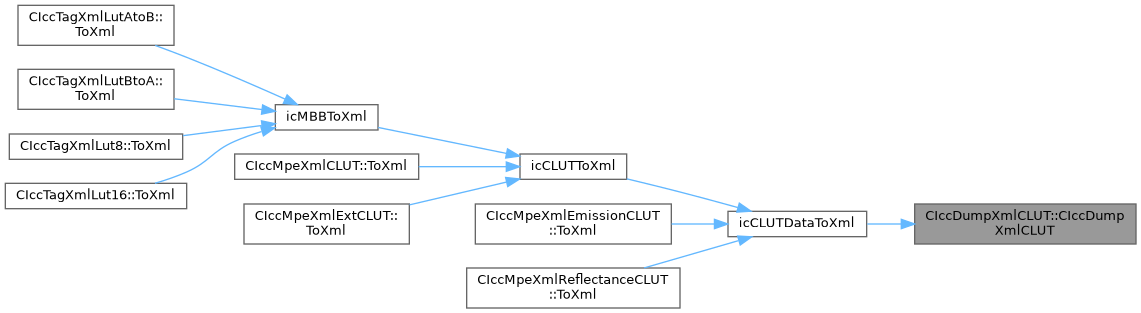 CIccTagXmlLutAtoB::
ToXml
CIccTagXmlLutBtoA::
ToXml
CIccTagXmlLut8::ToXml
CIccTagXmlLut16::ToXml
icMBBToXml
CIccMpeXmlCLUT::ToXml
CIccMpeXmlExtCLUT::
ToXml
icCLUTToXml
CIccMpeXmlEmissionCLUT
::ToXml
CIccMpeXmlReflectanceCLUT
::ToXml
icCLUTDataToXml
CIccDumpXmlCLUT::CIccDump
XmlCLUT